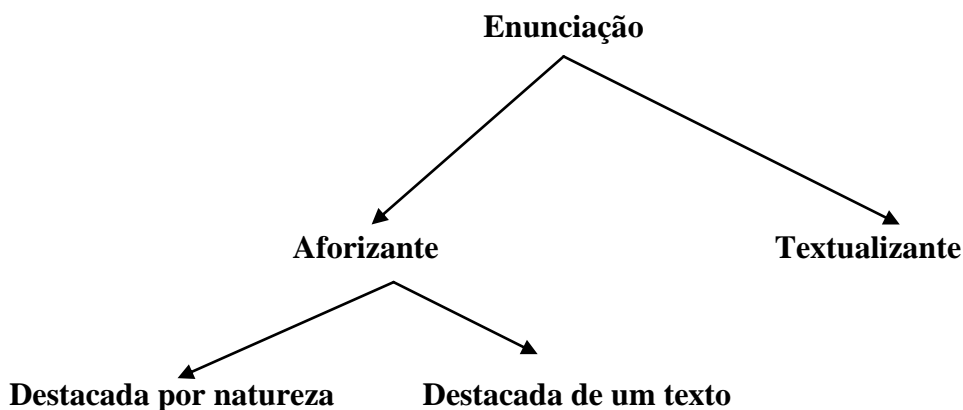 Enunciação
Aforizante Textualizante
Destacada por natureza Destacada de um texto